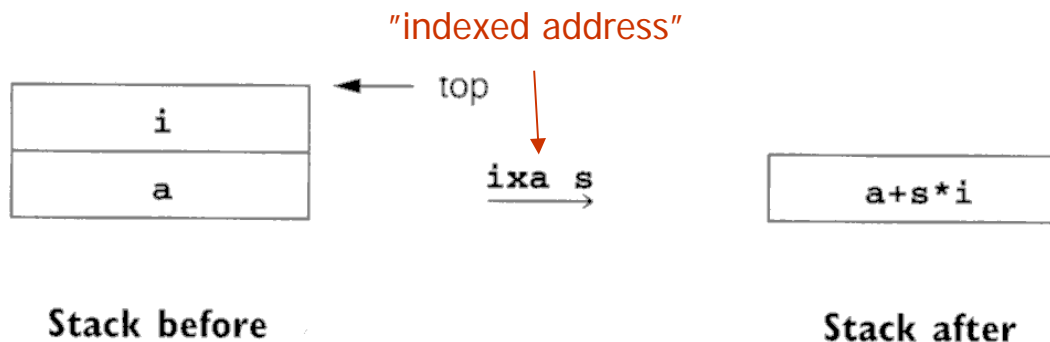 "indexed address"
top
i
a
ixa s
a+s*i
Stack before
Stack after